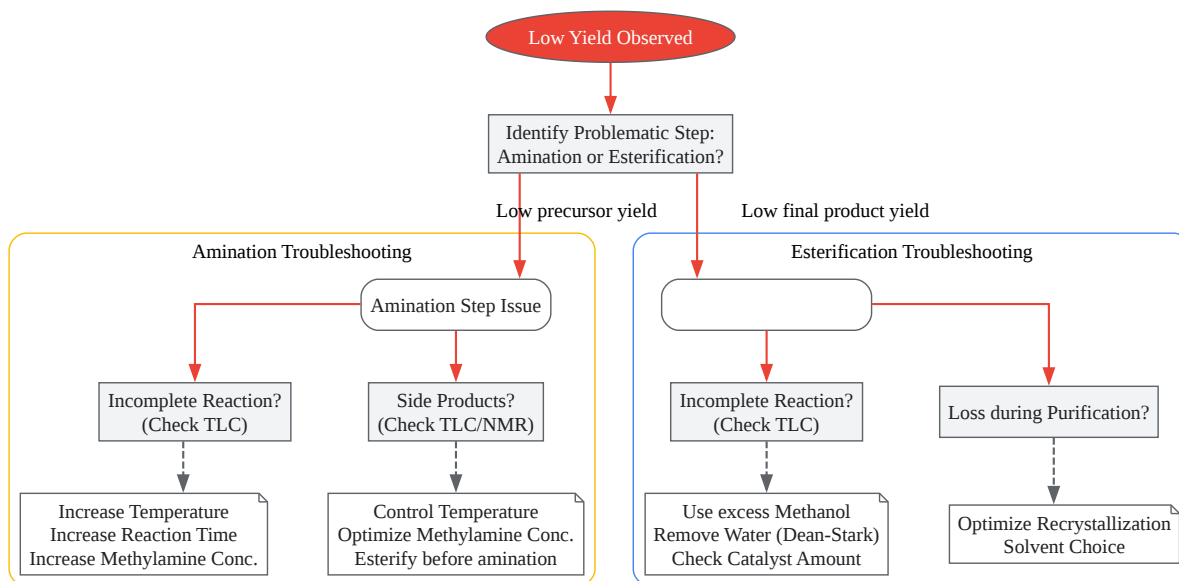 Low Yield Observed
Identify Problematic Step:
Amination or Esterification?
Low precursor yield
Low final product yield
Amination Troubleshooting
Esterification Troubleshooting
Amination Step Issue
Incomplete Reaction?
(Check TLC)
Side Products?
(Check TLC/NMR)
Incomplete Reaction?
(Check TLC)
Loss during Purification?
Increase Temperature
Increase Reaction Time
Increase Methylamine Conc.
Control Temperature
Optimize Methylamine Conc.
Esterify before amination
Use excess Methanol
Remove Water (Dean-Stark)
Check Catalyst Amount
Optimize Recrystallization
Solvent Choice